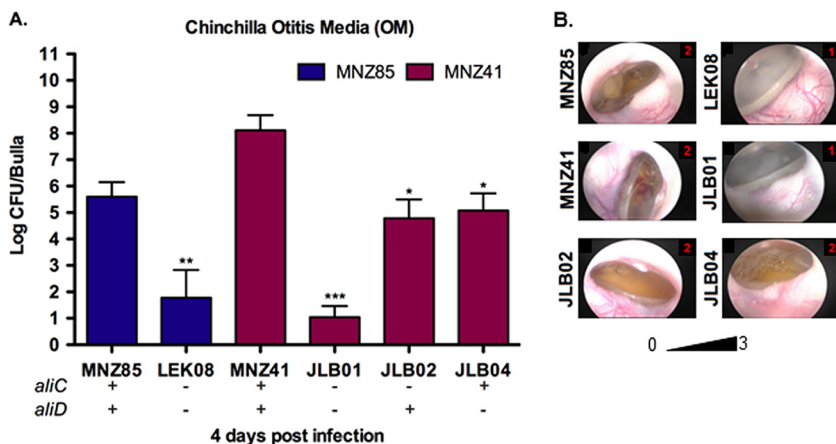 A.
Chinchilla Otitis Media (OM)
MNZ85 MNZ41
Log CFU/Bulla
11
10
9
8
7
6
5
4
3
2
1
0
** *** * *
MNZ85 LEK08 MNZ41 JLB01 JLB02 JLB04
aliC + - + - - +
aliD + - + - + -
4 days post infection
B.
MNZ85 2 LEK08 1
MNZ41 2 JLB01 1
JLB02 2 JLB04 2
0 3